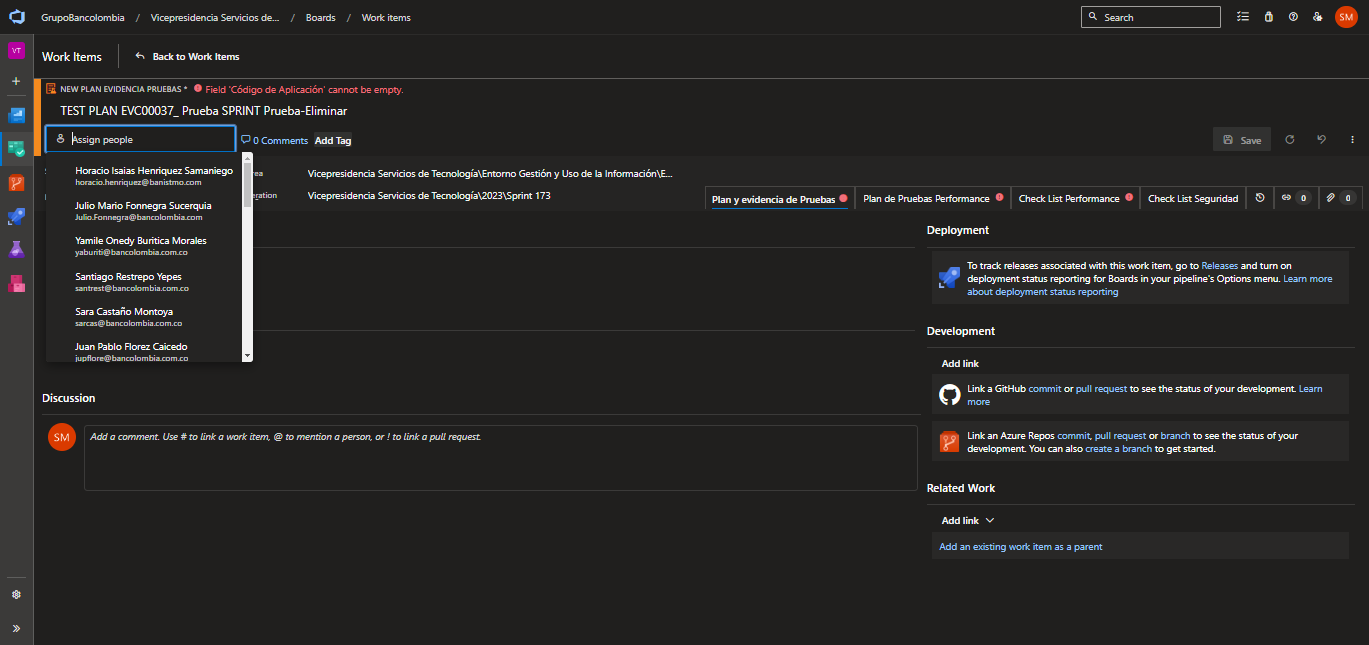 GrupoBancolombia / Vicepresidencia Servicios de... / Boards / Work items
Search
SM
VT
Work Items
Back to Work Items
NEW PLAN EVIDENCIA PRUEBAS * Field 'Código de Aplicación' cannot be empty.
TEST PLAN EVC00037_ Prueba SPRINT Prueba-Eliminar
Assign people
0 Comments
Add Tag
Save
Horacio Isaias Henriquez Samaniego
horacio.henriquez@banistmo.com
Julio Mario Fonnegra Sucerquia
Julio.Fonnegra@bancolombia.com
Yamile Onedy Buritica Morales
yaburiti@bancolombia.com.co
Santiago Restrepo Yepes
santrest@bancolombia.com.co
Sara Castaño Montoya
sarcas@bancolombia.com.co
Juan Pablo Florez Caicedo
jupflore@bancolombia.com.co
rea
Vicepresidencia Servicios de Tecnología\Entorno Gestión y Uso de la Información\E...
eration
Vicepresidencia Servicios de Tecnología\2023\Sprint 173
Plan y evidencia de Pruebas
Plan de Pruebas Performance
Check List Performance
Check List Seguridad
0
0
Deployment
To track releases associated with this work item, go to Releases and turn on
deployment status reporting for Boards in your pipeline's Options menu. Learn more
about deployment status reporting
Development
Add link
Link a GitHub commit or pull request to see the status of your development. Learn
more
Link an Azure Repos commit, pull request or branch to see the status of your
development. You can also create a branch to get started.
Related Work
Add link
Add an existing work item as a parent
Discussion
SM
Add a comment. Use # to link a work item, @ to mention a person, or ! to link a pull request.